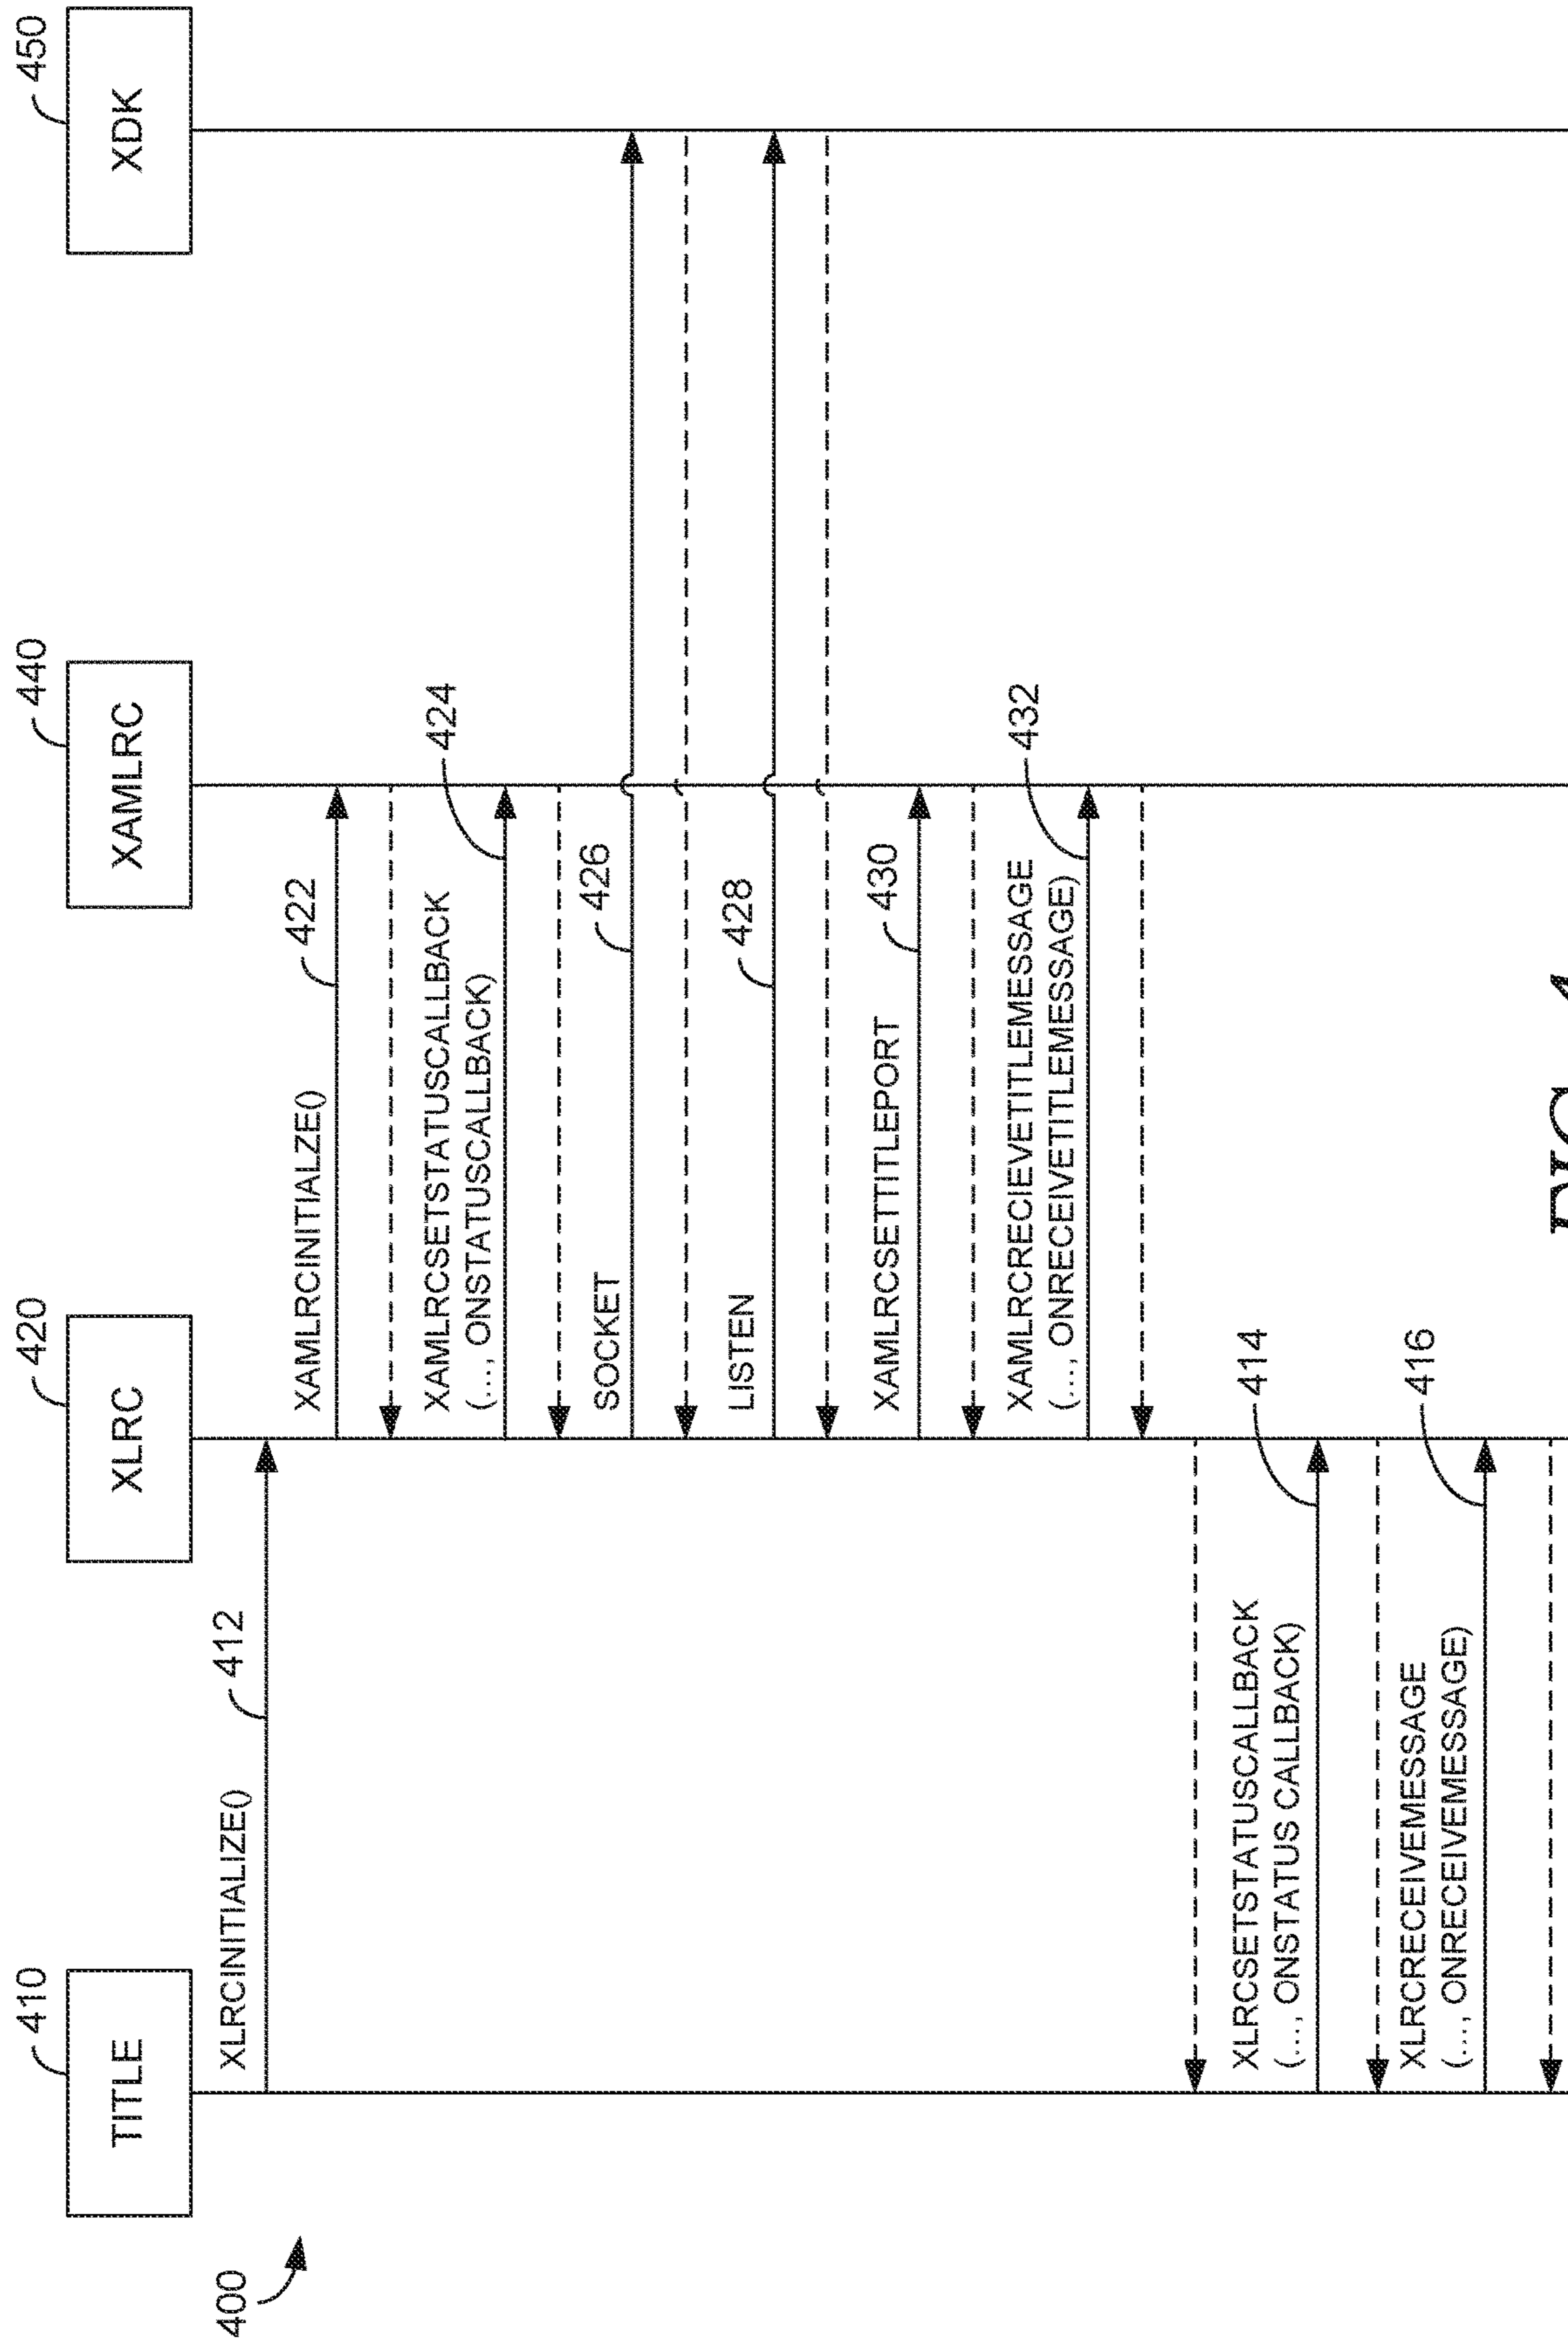 400
410
TITLE
420
XLRC
440
XAMLRC
450
XDK
XLRCINITIALIZE()
412
XAMLRCINITIALZE()
422
XAMLRCSETSTATUSCALLBACK
(..., ONSTATUSCALLBACK)
424
SOCKET
426
LISTEN
428
XAMLRCSETTITLEPORT
430
XAMLRCRECIEVETITLEMESSAGE
(..., ONRECEIVETITLEMESSAGE)
432
XLRCSETSTATUSCALLBACK
(..., ONSTATUS CALLBACK)
414
XLRCRECEIVEMESSAGE
(..., ONRECEIVEMESSAGE)
416